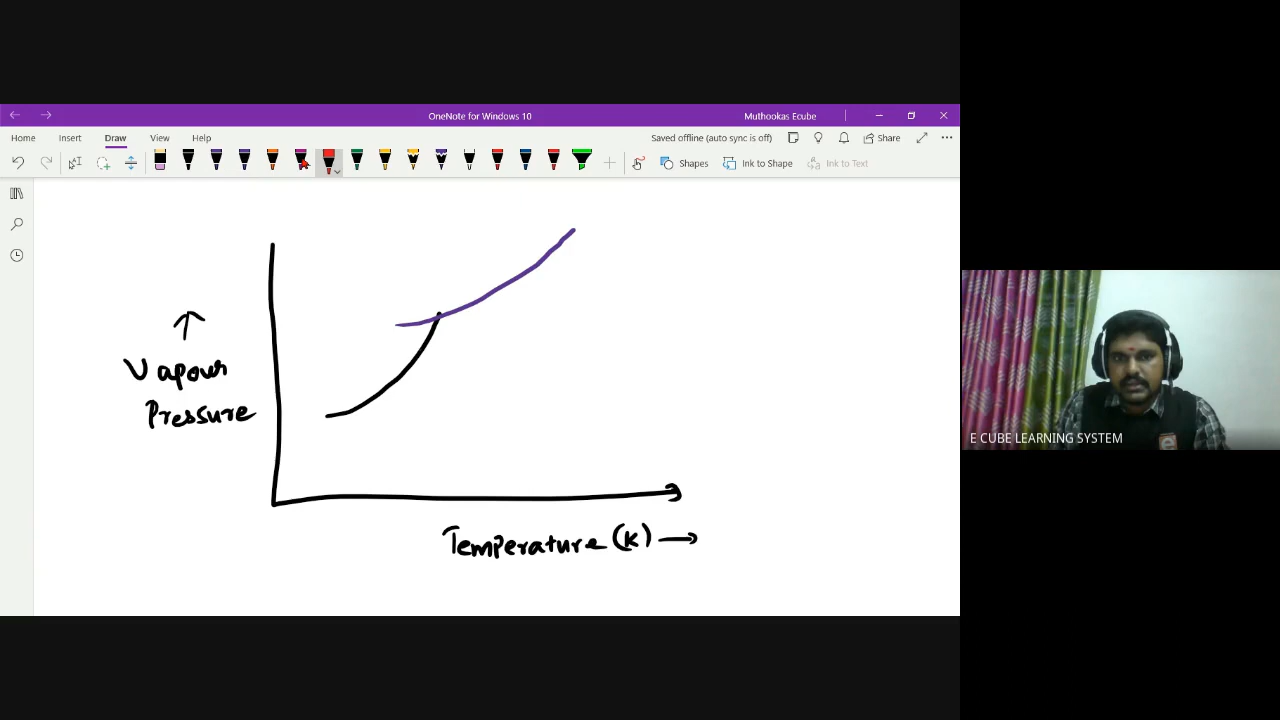 OneNote for Windows 10
Muthookas Ecube
Home Insert Draw View Help
Saved offline (auto sync is off)
Share
Shapes
Ink to Shape
Ink to Text
Vapour
Pressure
Temperature (K)
E CUBE LEARNING SYSTEM